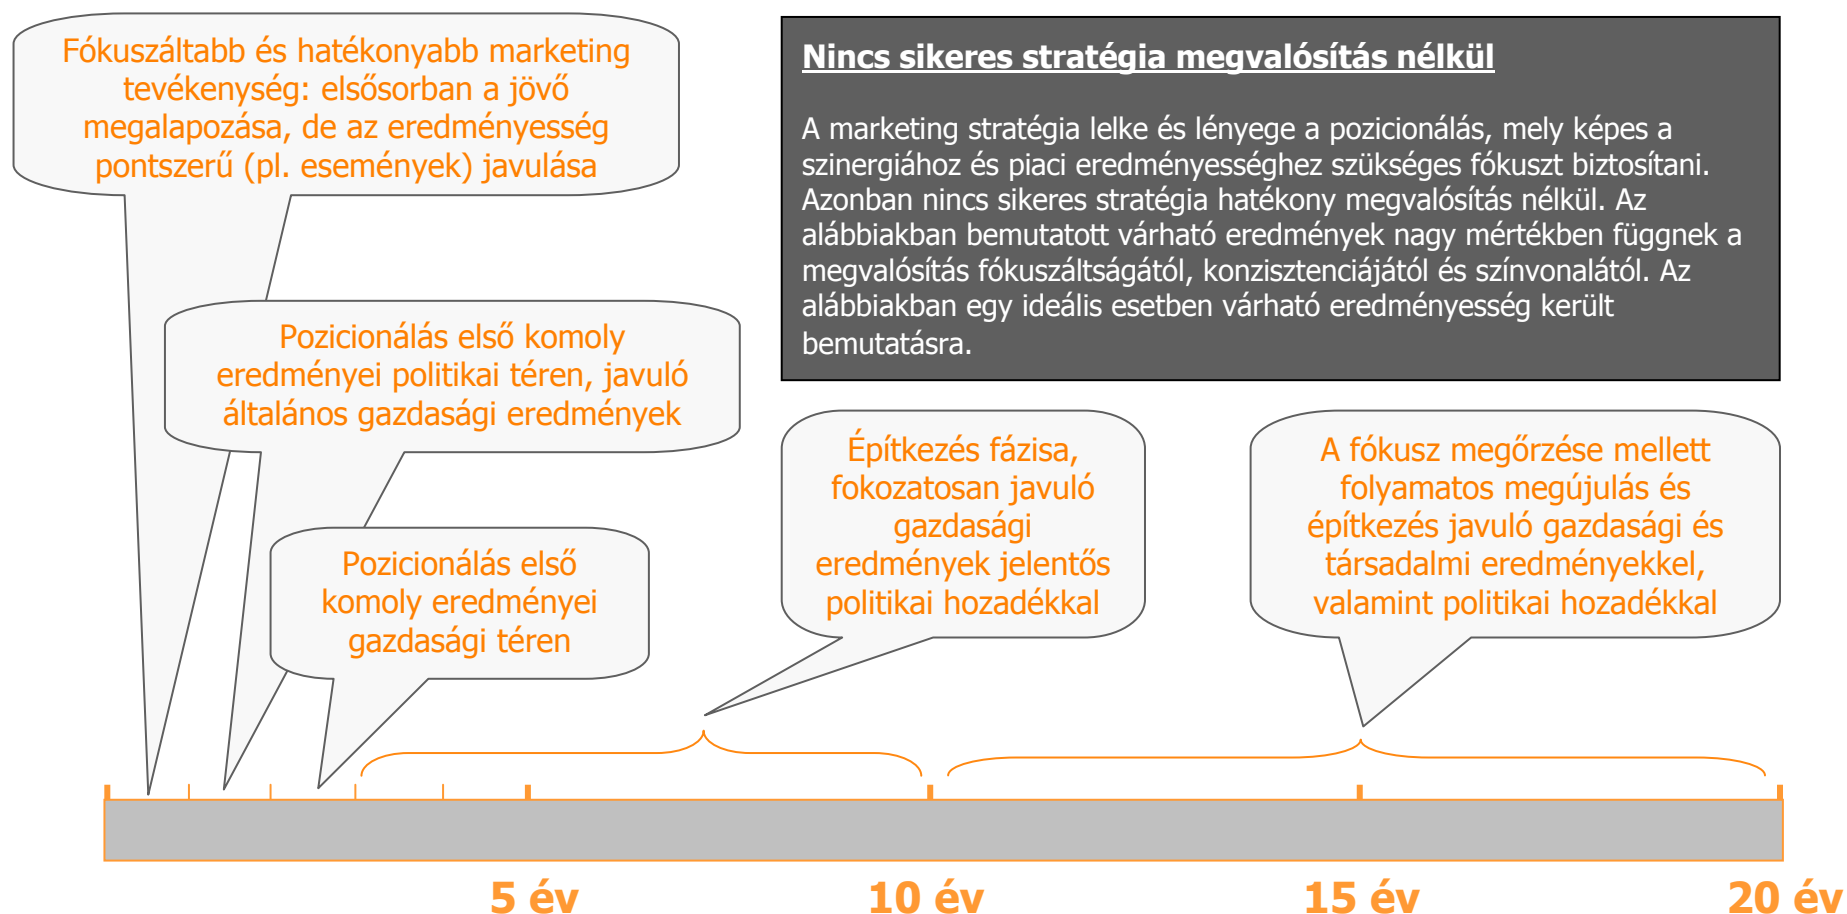 Fókuszáltabb és hatékonyabb marketing
tevékenység: elsősorban a jövő
megalapozása, de az eredményesség
pontszerű (pl. események) javulása
Nincs sikeres stratégia megvalósítás nélkül
A marketing stratégia lelke és lényege a pozicionálás, mely képes a
szinergiához és piaci eredményességhez szükséges fókuszt biztosítani.
Azonban nincs sikeres stratégia hatékony megvalósítás nélkül. Az
alábbiakban bemutatott várható eredmények nagy mértékben függnek a
megvalósítás fókuszáltságától, konzisztenciájától és színvonalától. Az
alábbiakban egy ideális esetben várható eredményesség került
bemutatásra.
Pozicionálás első komoly
eredményei politikai téren, javuló
általános gazdasági eredmények
Pozicionálás első
komoly eredményei
gazdasági téren
Építkezés fázisa,
fokozatosan javuló
gazdasági
eredmények jelentős
politikai hozadékkal
A fókusz megőrzése mellett
folyamatos megújulás és
építkezés javuló gazdasági és
társadalmi eredményekkel,
valamint politikai hozadékkal
5 év
10 év
15 év
20 év